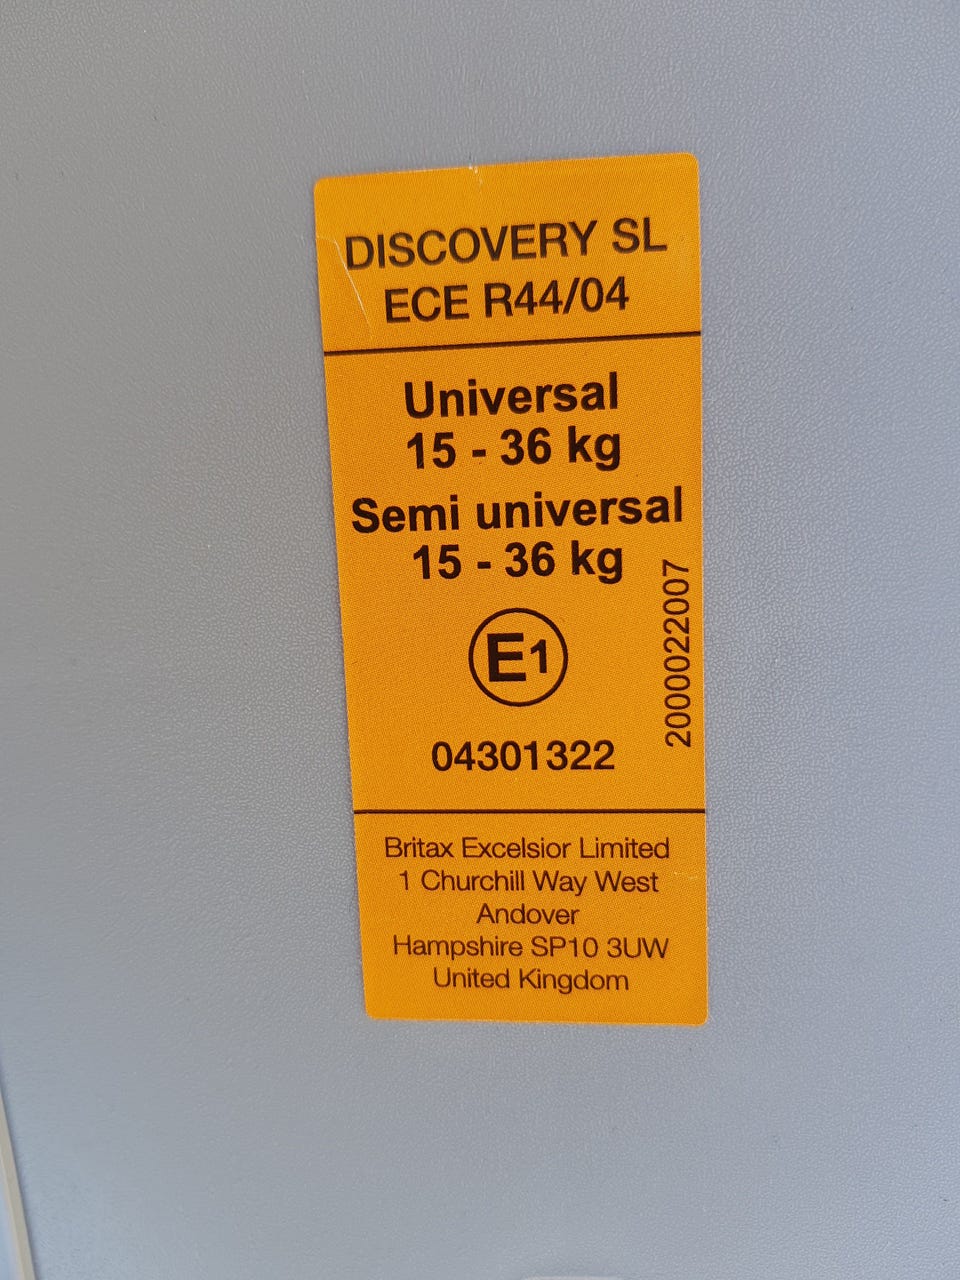 DISCOVERY SL
ECE R44/04
Universal
15 - 36 kg
Semi universal
15 - 36 kg
E1
2000022007
04301322
Britax Excelsior Limited
1 Churchill Way West
Andover
Hampshire SP10 3UW
United Kingdom